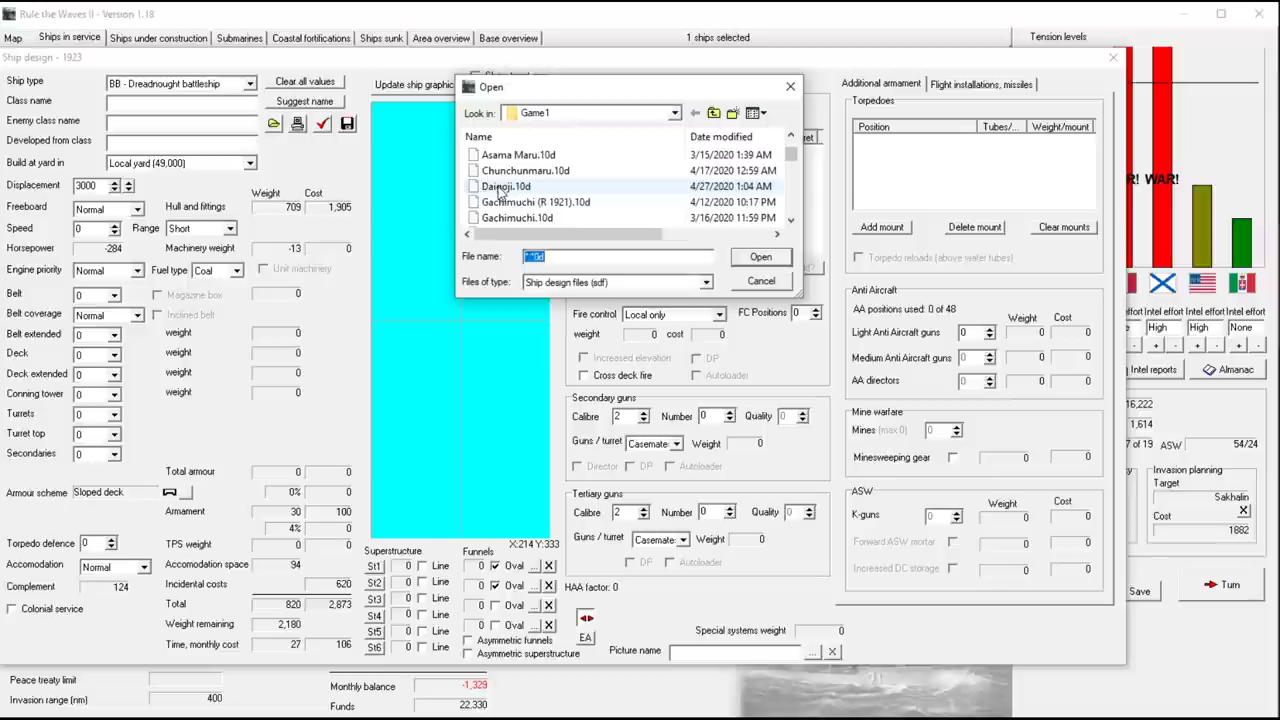 Rule the Waves II - Version 1.18
Map Ships in service Ships under construction Submarines Coastal fortifications Ships sunk Area overview Base overview 1 ships selected Tension levels
Ship design - 1923
Ship type BB - Dreadnought battleship Clear all values
Class name Suggest name
Enemy class name
Developed from class
Build at yard in Local yard (49,000)
Displacement 3000 Weight Cost
Freeboard Normal Hull and fittings 709 1,905
Speed 0 Range Short
Horsepower -284 Machinery weight -13 0
Engine priority Normal Fuel type Coal Unit machinery
Belt 0 Magazine box 0
Belt coverage Normal Inclined belt
Belt extended 0 weight 0
Deck 0 weight 0
Deck extended 0 weight 0
Conning tower 0 weight 0
Turrets 0
Turret top 0
Secondaries 0
Total armour 0 0
Armour scheme Sloped deck 0% 0
Armament 30 100
4% 0
Torpedo defence 0 TPS weight 0 0
Accomodation Normal Accomodation space 94
Complement 124 Incidental costs 620
Colonial service Total 820 2,873
Weight remaining 2,180
Time, monthly cost 27 106
Update ship graphic
Open
Look in: Game1
Name Date modified
Asama Maru.10d 3/15/2020 1:39 AM
Chunchunmaru.10d 4/17/2020 12:59 AM
Dainoji.10d 4/27/2020 1:04 AM
Gachimuchi (R 1921).10d 4/12/2020 10:17 PM
Gachimuchi.10d 3/16/2020 11:59 PM
File name: *.*0d Open
Files of type: Ship design files (sdf) Cancel
Fire control Local only FC Positions 0
weight 0 cost 0
Increased elevation DP
Cross deck fire Autoloader
Secondary guns
Calibre 2 Number 0 Quality 0
Guns / turret Casemate: Weight 0
Director DP Autoloader
Tertiary guns
Calibre 2 Number 0 Quality 0
Guns / turret Casemate: Weight 0
DP Autoloader
X:214 Y:333
Superstructure Funnels
St1 0 Line 0 Oval ... X
St2 0 Line 0 Oval ... X
St3 0 Line 0 Oval ... X
St4 0 Line 0 Oval ... X
St5 0 Line Asymmetric funnels
St6 0 Line Asymmetric superstructure
HAA factor: 0
EA
Special systems weight 0
Picture name ... X
Additional armament Flight installations, missiles
Torpedoes
Position Tubes/... Weight/mount
Add mount Delete mount Clear mounts
Torpedo reloads (above water tubes)
Anti Aircraft
AA positions used: 0 of 48 Weight Cost
Light Anti Aircraft guns 0 0 0
Medium Anti Aircraft guns 0 0 0
AA directors 0 0 0
Mine warfare
Mines (max 0) 0 0 0
Minesweeping gear 0 0
ASW Weight Cost
K-guns 0 0 0
Forward ASW mortar 0 0
Increased DC storage 0 0
R! WAR!
Intel effort Intel effort Intel effort
High High None
+ - + - + -
Intel reports Almanac
16,222
1,614
7 of 19 ASW 54/24
Invasion planning
Target
Sakhalin
Cost X
1882
Save Turn
Peace treaty limit
Invasion range (nm) 400
Monthly balance -1,329
Funds 22,330